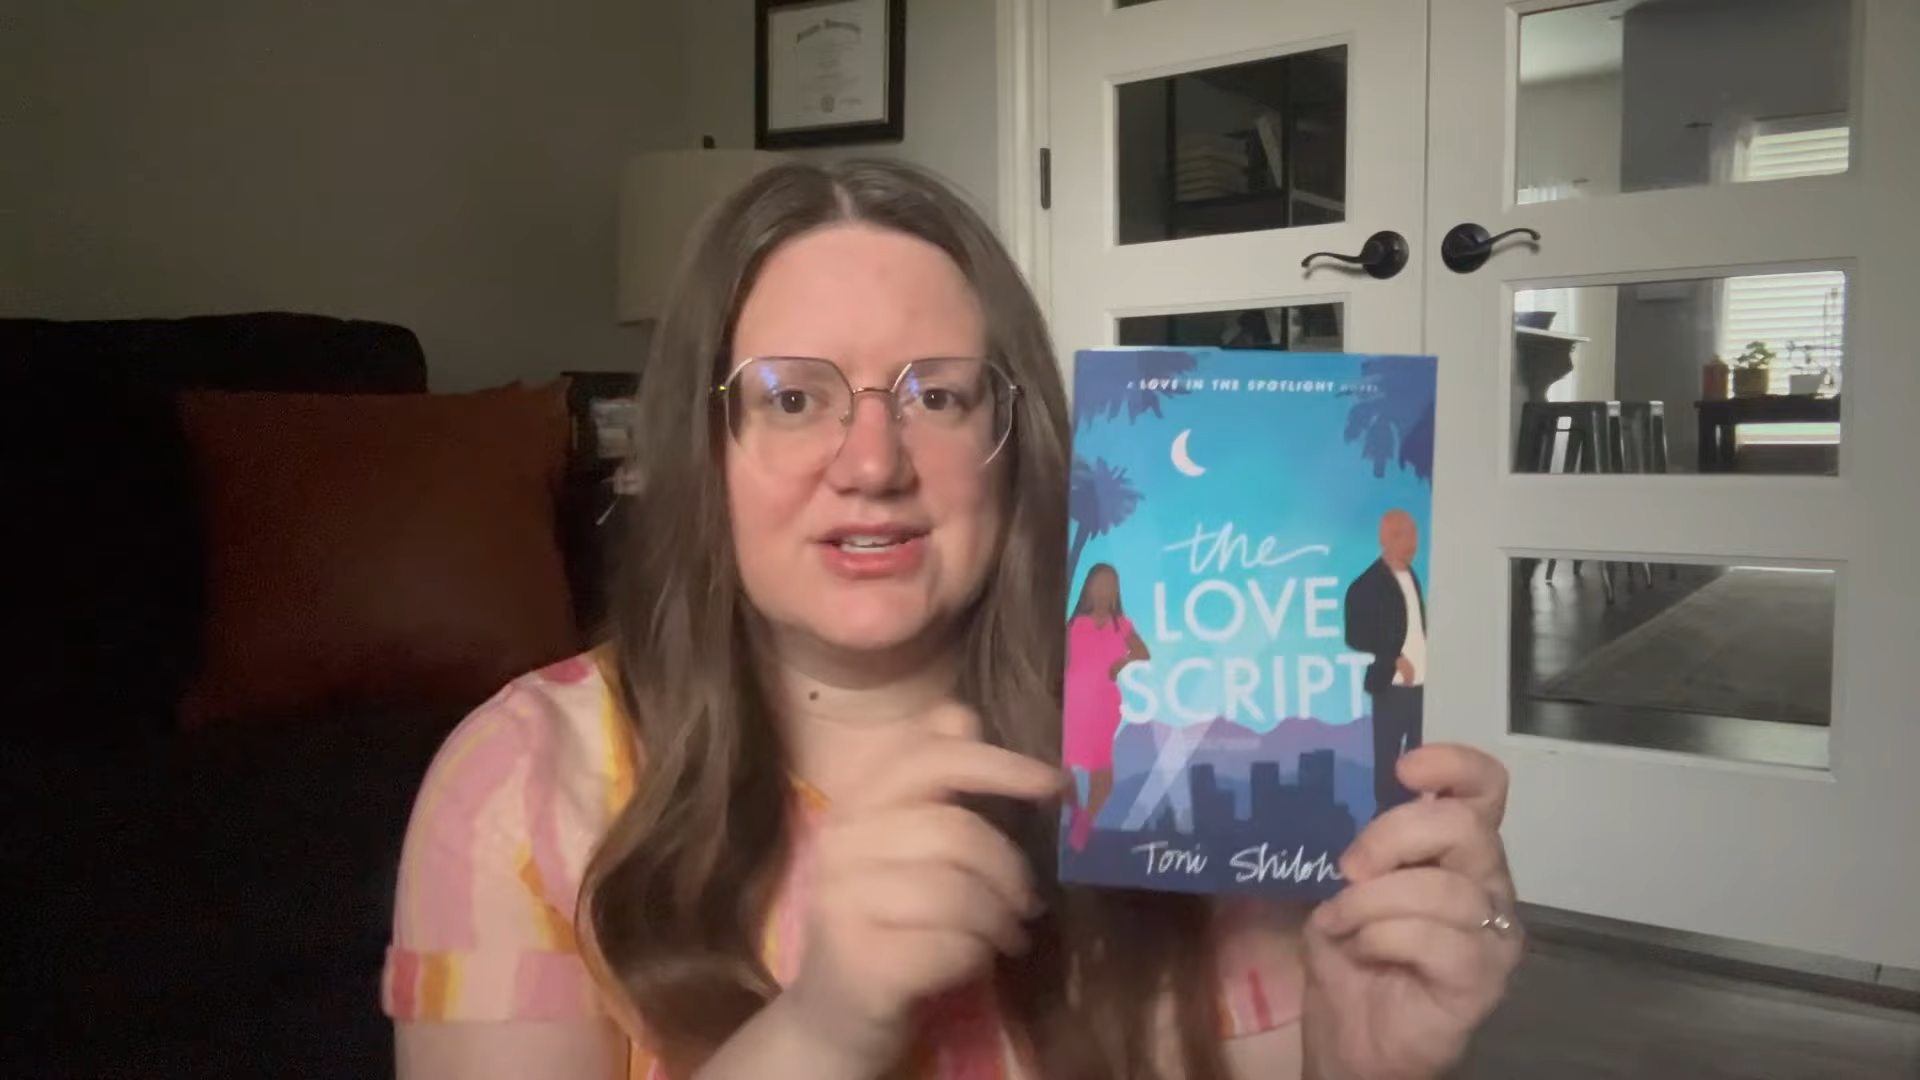 A LOVE IN THE SPOTLIGHT NOVEL
the
LOVE
SCRIPT
Toni Shiloh